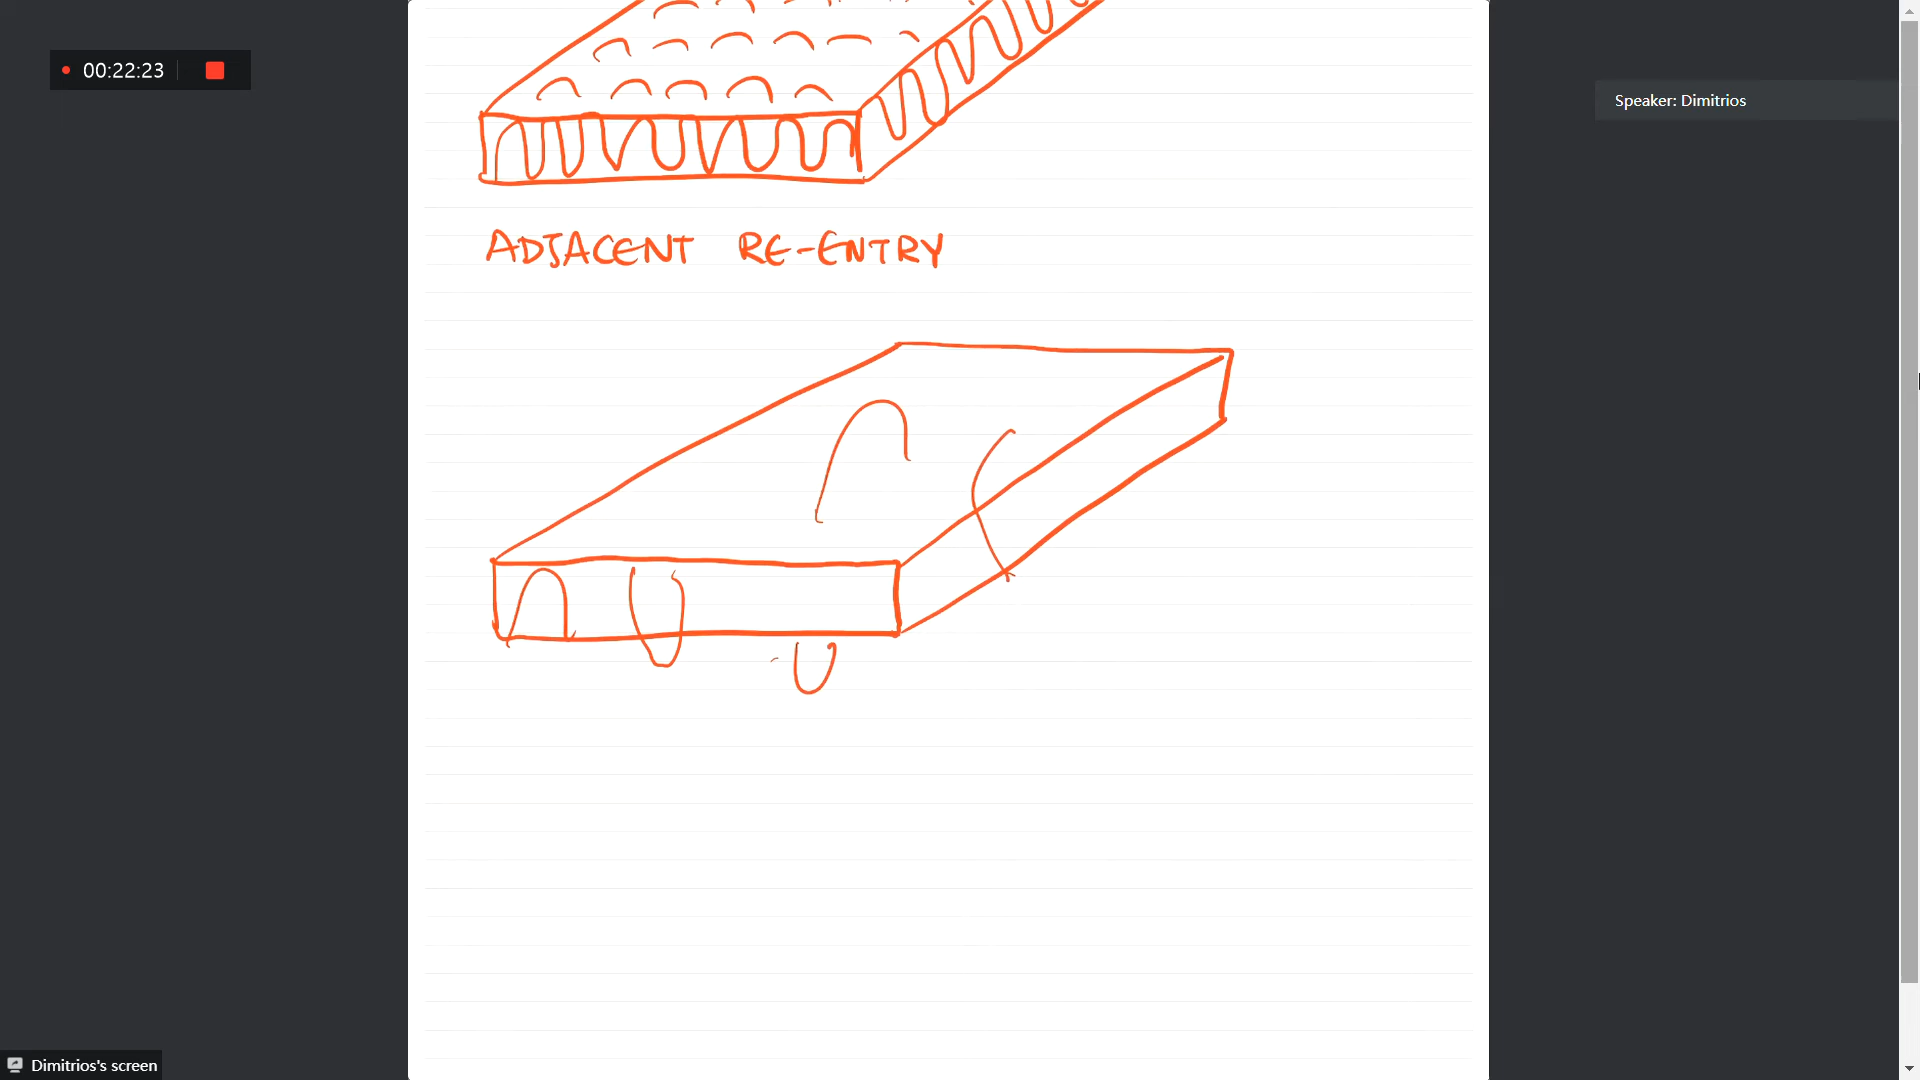 00:22:23
Speaker: Dimitrios
ADJACENT RE-ENTRY
Dimitrios's screen